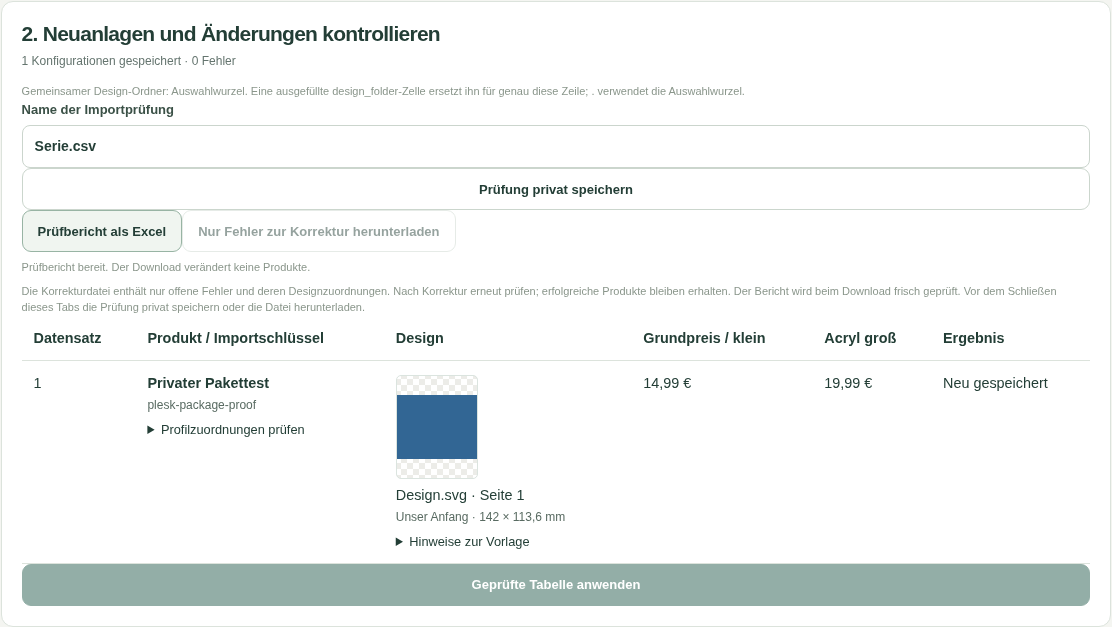 2. Neuanlagen und Änderungen kontrollieren
1 Konfigurationen gespeichert · 0 Fehler
Gemeinsamer Design-Ordner: Auswahlwurzel. Eine ausgefüllte design_folder-Zelle ersetzt ihn für genau diese Zeile; . verwendet die Auswahlwurzel.
Name der Importprüfung
Serie.csv
Prüfung privat speichern
Prüfbericht als Excel Nur Fehler zur Korrektur herunterladen
Prüfbericht bereit. Der Download verändert keine Produkte.
Die Korrekturdatei enthält nur offene Fehler und deren Designzuordnungen. Nach Korrektur erneut prüfen; erfolgreiche Produkte bleiben erhalten. Der Bericht wird beim Download frisch geprüft. Vor dem Schließen
dieses Tabs die Prüfung privat speichern oder die Datei herunterladen.
Datensatz Produkt / Importschlüssel Design Grundpreis / klein Acryl groß Ergebnis
1 Privater Pakettest 14,99 € 19,99 € Neu gespeichert
plesk-package-proof
Profilzuordnungen prüfen
Design.svg · Seite 1
Unser Anfang · 142 × 113,6 mm
Hinweise zur Vorlage
Geprüfte Tabelle anwenden